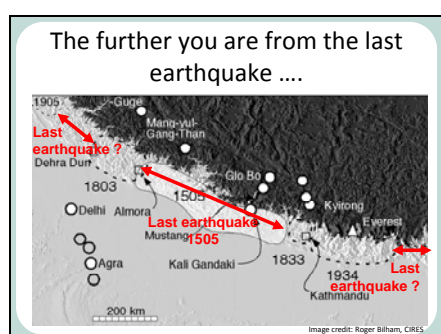 The further you are from the last
earthquake ....
1905
Guge
Mang-yul-
Gang-Than
Last
earthquake ?
Dehra Dun
Glo Bo
1803
1505
Kyirong
Delhi
Almora
Everest
Last earthquake
1505
Mustang
Agra
Kali Gandaki
1833
1934
Last
earthquake ?
Kathmandu
200 km
Image credit: Roger Bilham, CIRES